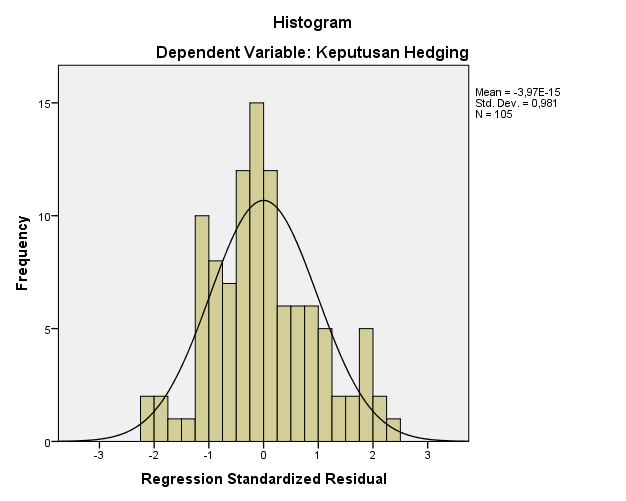 Histogram
Dependent Variable: Keputusan Hedging
Mean = -3,97E-15
Std. Dev. = 0,981
N = 105
15
10
5
0
Frequency
-3 -2 -1 0 1 2 3
Regression Standardized Residual